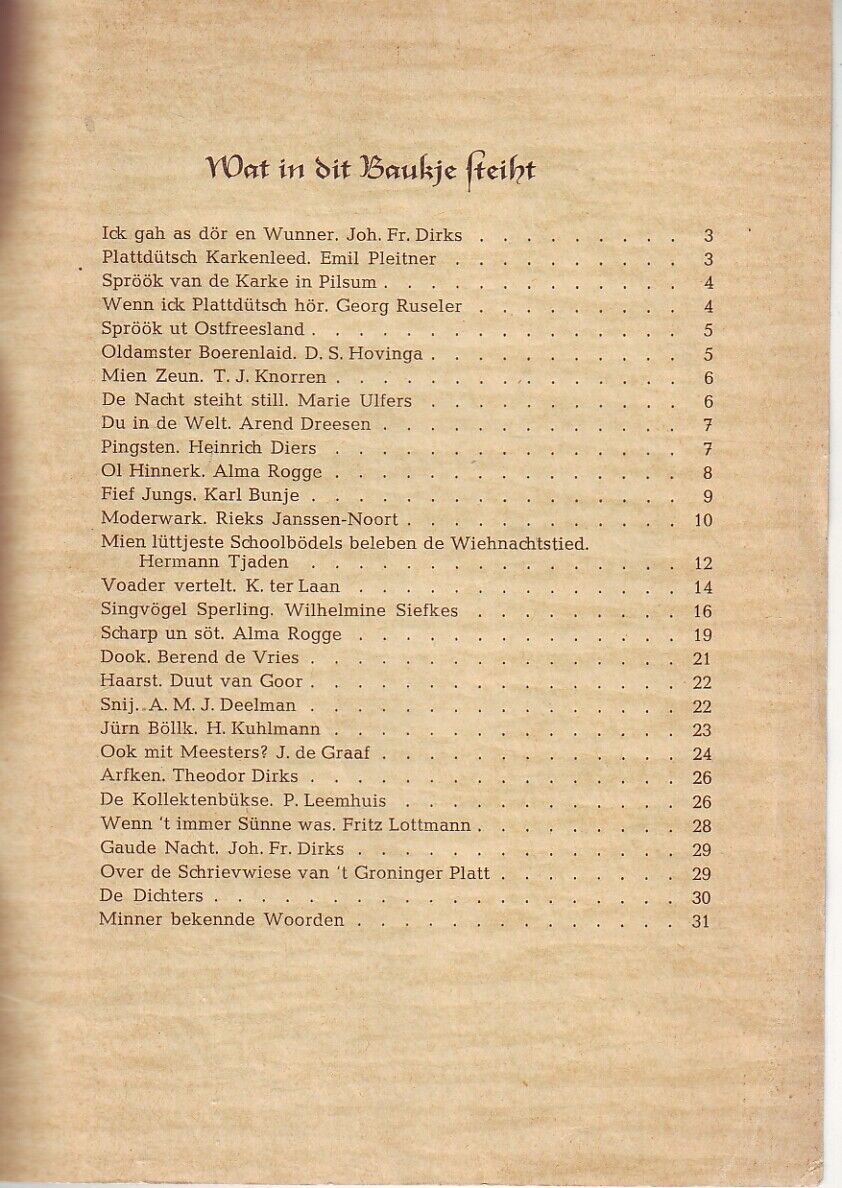 Wat in dit Baukje steiht
Ick gah as dör en Wunner. Joh. Fr. Dirks . . . . . . . . . 3
Plattdütsch Karkenleed. Emil Pleitner . . . . . . . . . . 3
Spröök van de Karke in Pilsum . . . . . . . . . . . . . 4
Wenn ick Plattdütsch hör. Georg Ruseler . . . . . . . . . 4
Spröök ut Ostfreesland . . . . . . . . . . . . . . . . 5
Oldamster Boerenlaid. D. S. Hovinga . . . . . . . . . . . 5
Mien Zeun. T. J. Knorren . . . . . . . . . . . . . . . 6
De Nacht steiht still. Marie Ulfers . . . . . . . . . . . 6
Du in de Welt. Arend Dreesen . . . . . . . . . . . . . 7
Pingsten. Heinrich Diers . . . . . . . . . . . . . . . 7
Ol Hinnerk. Alma Rogge . . . . . . . . . . . . . . . 8
Fief Jungs. Karl Bunje . . . . . . . . . . . . . . . . 9
Moderwark. Rieks Janssen-Noort . . . . . . . . . . . . 10
Mien lüttjeste Schoolbödels beleben de Wiehnachtstied.
Hermann Tjaden . . . . . . . . . . . . . . . . 12
Voader vertelt. K. ter Laan . . . . . . . . . . . . . . 14
Singvögel Sperling. Wilhelmine Siefkes . . . . . . . . . 16
Scharp un söt. Alma Rogge . . . . . . . . . . . . . . 19
Dook. Berend de Vries . . . . . . . . . . . . . . . . 21
Haarst. Duut van Goor . . . . . . . . . . . . . . . . 22
Snij. A. M. J. Deelman . . . . . . . . . . . . . . . . 22
Jürn Böllk. H. Kuhlmann . . . . . . . . . . . . . . . 23
Ook mit Meesters? J. de Graaf . . . . . . . . . . . . . 24
Arfken. Theodor Dirks . . . . . . . . . . . . . . . . 26
De Kollektenbükse. P. Leemhuis . . . . . . . . . . . . 26
Wenn 't immer Sünne was. Fritz Lottmann . . . . . . . . . 28
Gaude Nacht. Joh. Fr. Dirks . . . . . . . . . . . . . . 29
Over de Schrievwiese van 't Groninger Platt . . . . . . . . 29
De Dichters . . . . . . . . . . . . . . . . . . . . 30
Minner bekennde Woorden . . . . . . . . . . . . . . 31